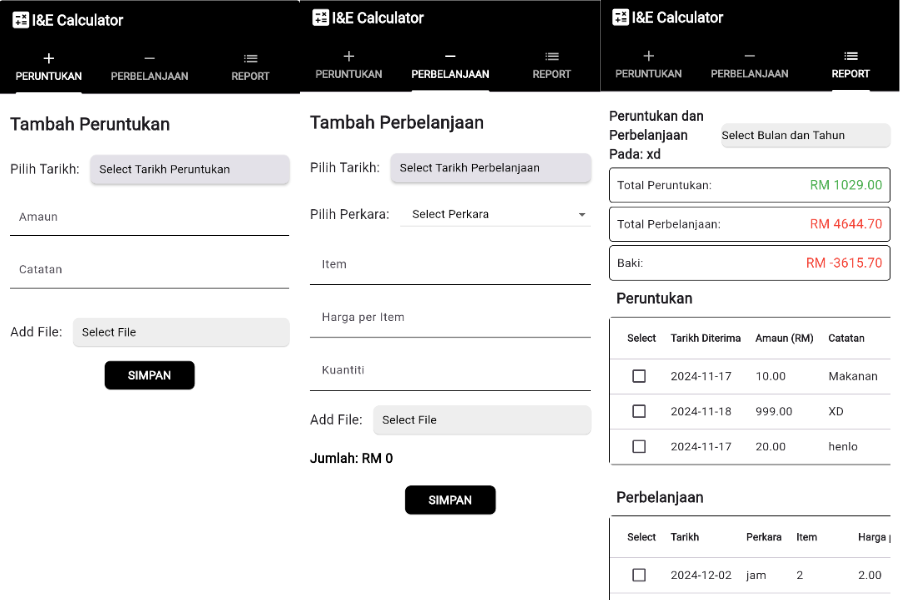 I&E Calculator
PERUNTUKAN PERBELANJAAN REPORT
Tambah Peruntukan
Pilih Tarikh: Select Tarikh Peruntukan
Amaun
Catatan
Add File: Select File
SIMPAN
I&E Calculator
PERUNTUKAN PERBELANJAAN REPORT
Tambah Perbelanjaan
Pilih Tarikh: Select Tarikh Perbelanjaan
Pilih Perkara: Select Perkara
Item
Harga per Item
Kuantiti
Add File: Select File
Jumlah: RM 0
SIMPAN
I&E Calculator
PERUNTUKAN PERBELANJAAN REPORT
Peruntukan dan
Perbelanjaan
Pada: xd
Select Bulan dan Tahun
Total Peruntukan: RM 1029.00
Total Perbelanjaan: RM 4644.70
Baki: RM -3615.70
Peruntukan
Select Tarikh Diterima Amaun (RM) Catatan
2024-11-17 10.00 Makanan
2024-11-18 999.00 XD
2024-11-17 20.00 henlo
Perbelanjaan
Select Tarikh Perkara Item Harga
2024-12-02 jam 2 2.00